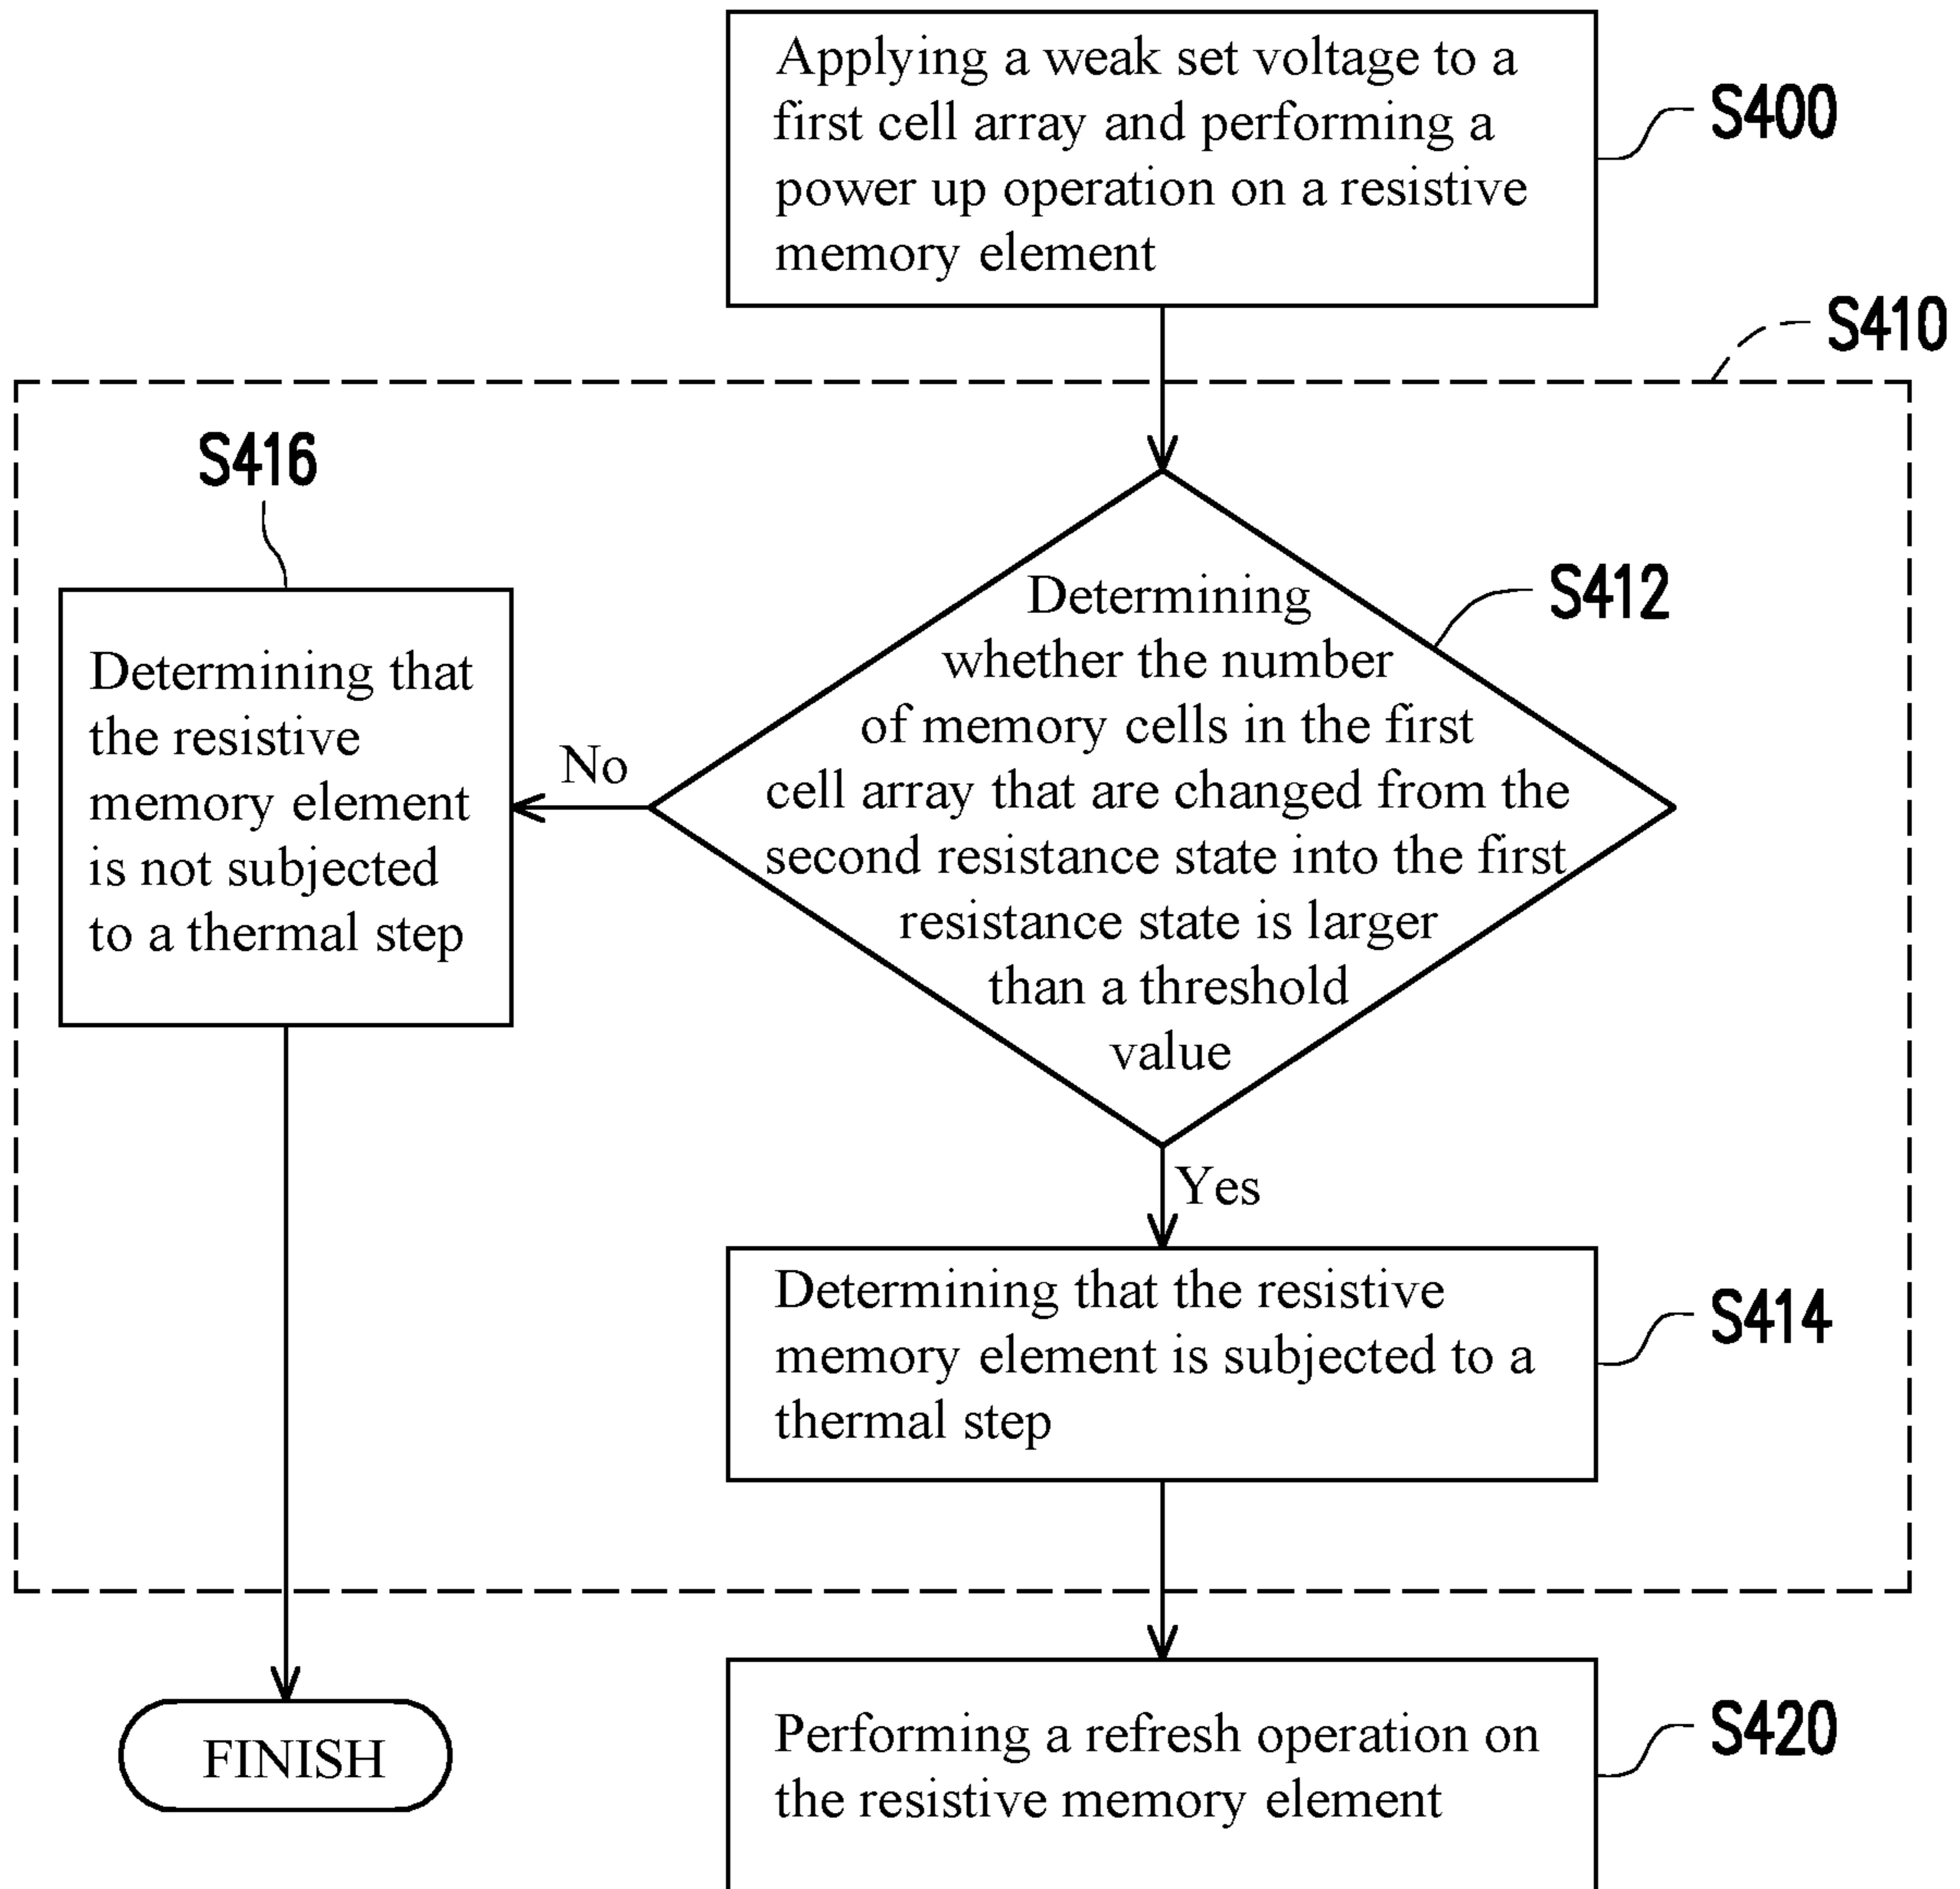 Applying a weak set voltage to a
first cell array and performing a
power up operation on a resistive
memory element
S400
S410
S416
Determining that
the resistive
memory element
is not subjected
to a thermal step
No
Determining
whether the number
of memory cells in the first
cell array that are changed from the
second resistance state into the first
resistance state is larger
than a threshold
value
S412
Yes
Determining that the resistive
memory element is subjected to a
thermal step
S414
FINISH
Performing a refresh operation on
the resistive memory element
S420